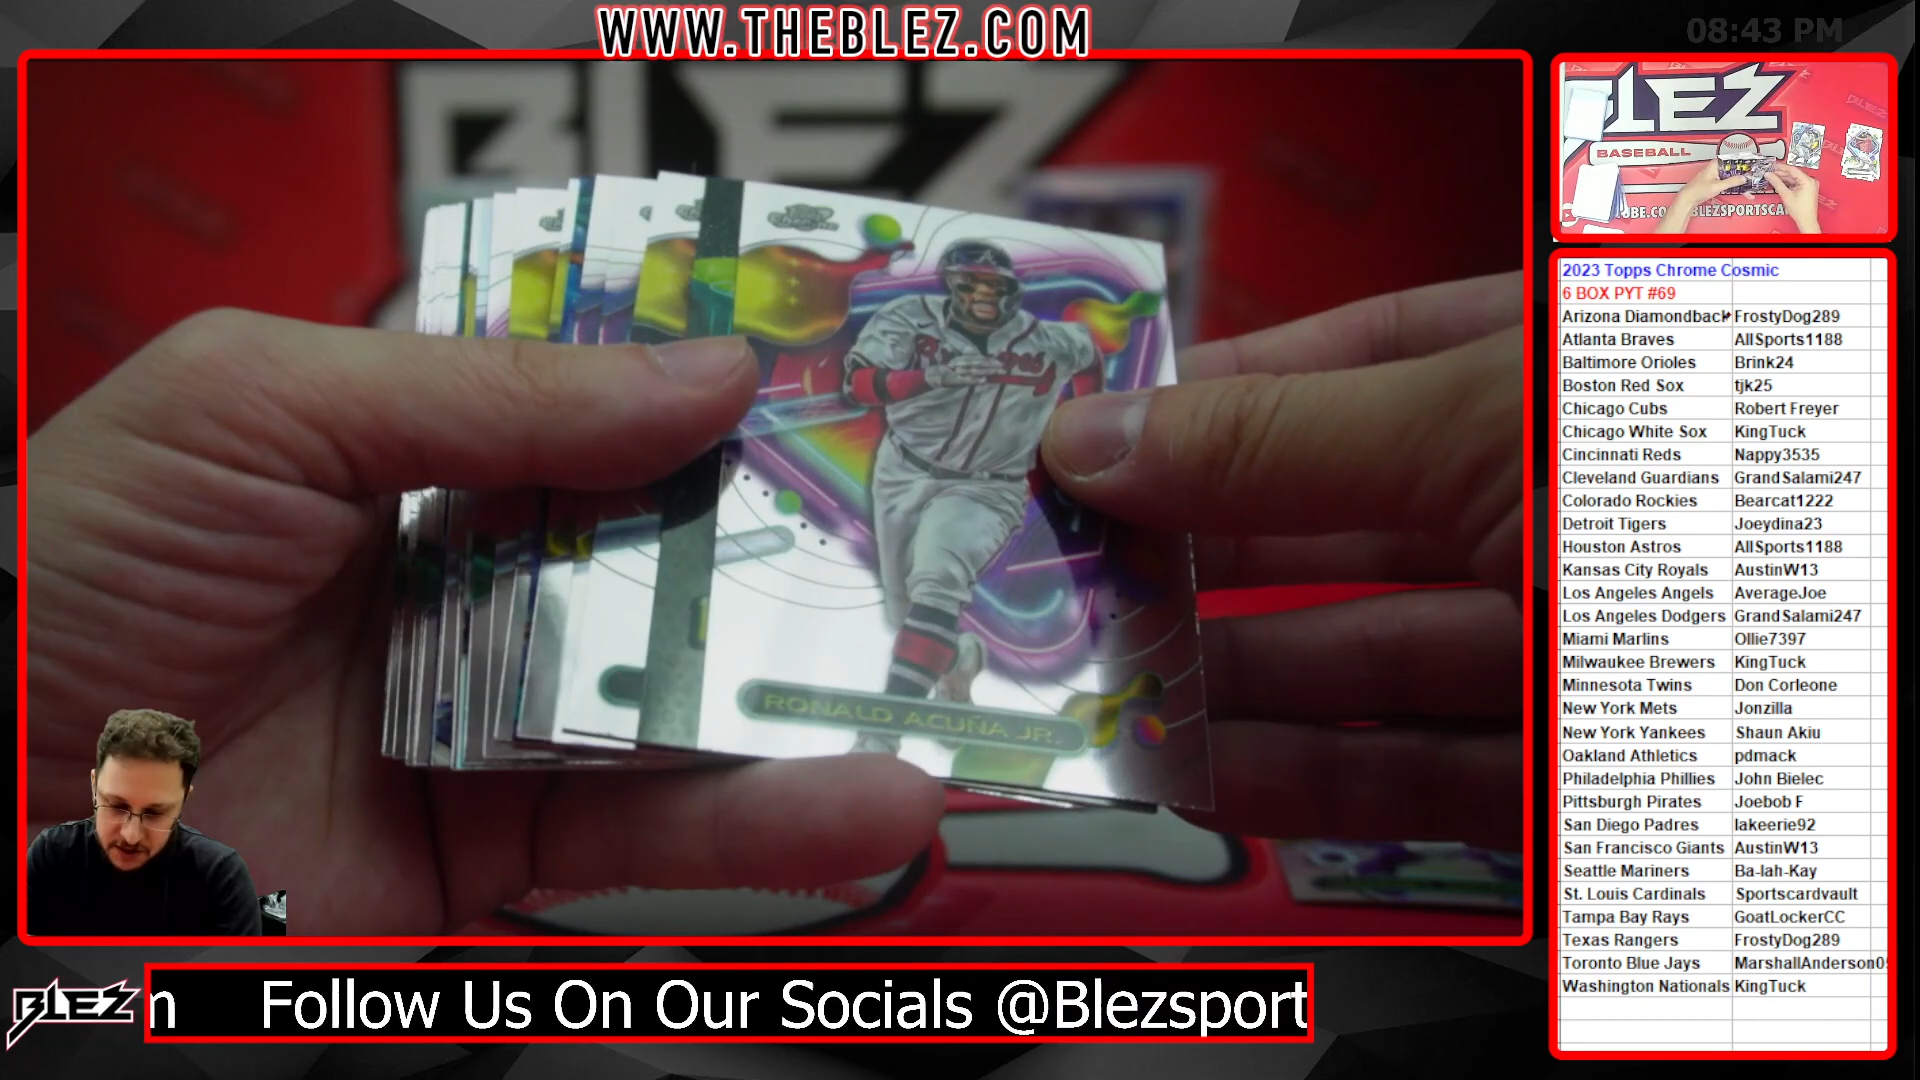 WWW.THEBLEZ.COM
08:43 PM
BLEZ
Topps Chrome
RONALD ACUÑA JR.
BLEZ
BASEBALL
2023 Topps Chrome Cosmic
6 BOX PYT #69
Arizona Diamondback FrostyDog289
Atlanta Braves AllSports1188
Baltimore Orioles Brink24
Boston Red Sox tjk25
Chicago Cubs Robert Freyer
Chicago White Sox KingTuck
Cincinnati Reds Nappy3535
Cleveland Guardians GrandSalami247
Colorado Rockies Bearcat1222
Detroit Tigers Joeydina23
Houston Astros AllSports1188
Kansas City Royals AustinW13
Los Angeles Angels AverageJoe
Los Angeles Dodgers GrandSalami247
Miami Marlins Ollie7397
Milwaukee Brewers KingTuck
Minnesota Twins Don Corleone
New York Mets Jonzilla
New York Yankees Shaun Akiu
Oakland Athletics pdmack
Philadelphia Phillies John Bielec
Pittsburgh Pirates Joebob F
San Diego Padres lakeerie92
San Francisco Giants AustinW13
Seattle Mariners Ba-lah-Kay
St. Louis Cardinals Sportscardvault
Tampa Bay Rays GoatLockerCC
Texas Rangers FrostyDog289
Toronto Blue Jays MarshallAnderson0
Washington Nationals KingTuck
BLEZ
m Follow Us On Our Socials @Blezsport